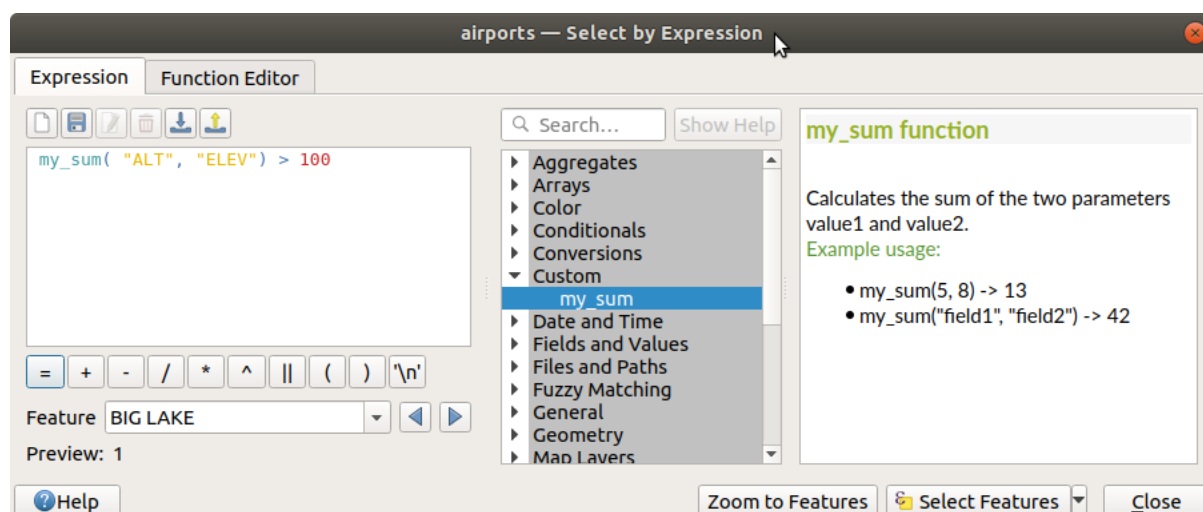 airports — Select by Expression
Expression
Function Editor
my_sum( "ALT", "ELEV") > 100
= + - / * ^ || ( ) '\n'
Feature BIG LAKE
Preview: 1
Search...
Show Help
Aggregates
Arrays
Color
Conditionals
Conversions
Custom
my_sum
Date and Time
Fields and Values
Files and Paths
Fuzzy Matching
General
Geometry
Map Layers
my_sum function
Calculates the sum of the two parameters
value1 and value2.
Example usage:
• my_sum(5, 8) -> 13
• my_sum("field1", "field2") -> 42
?Help
Zoom to Features
Select Features
Close